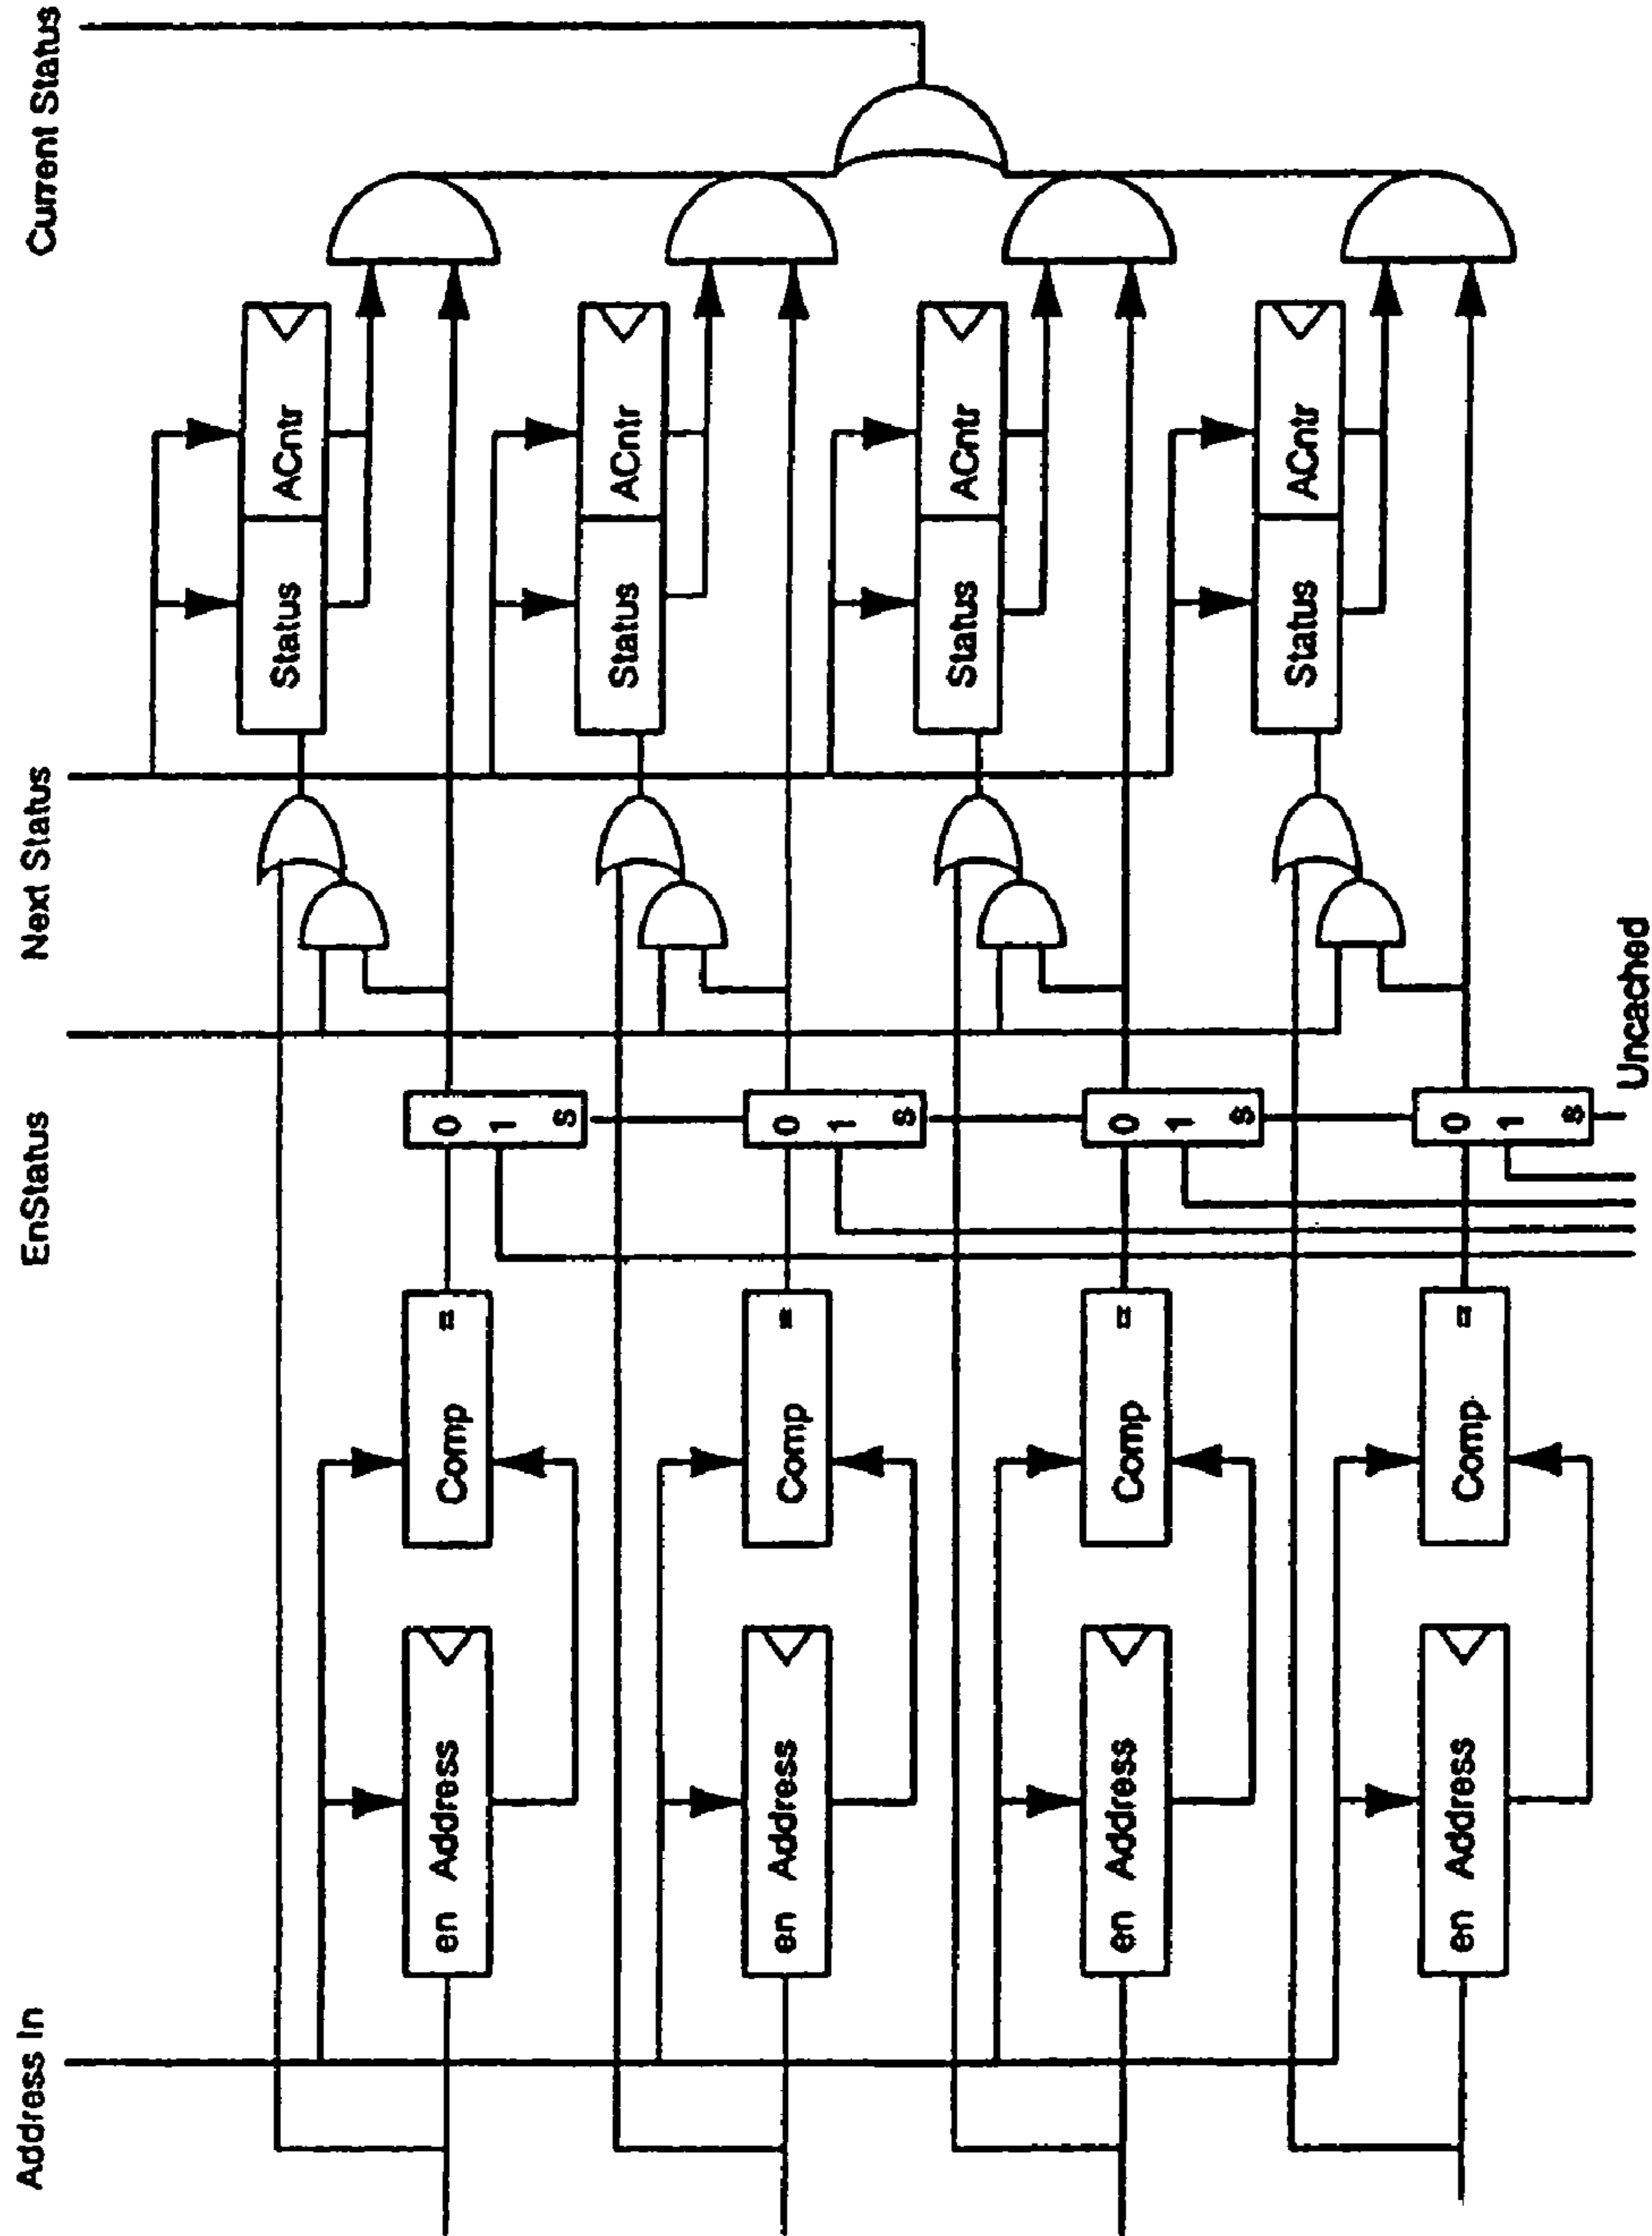 Address In
EnStatus
Next Status
Current Status
en Address
Comp =
0
1
s
Status
ACntr
en Address
Comp =
0
1
s
Status
ACntr
en Address
Comp =
0
1
s
Status
ACntr
en Address
Comp =
0
1
s
Status
ACntr
Uncached